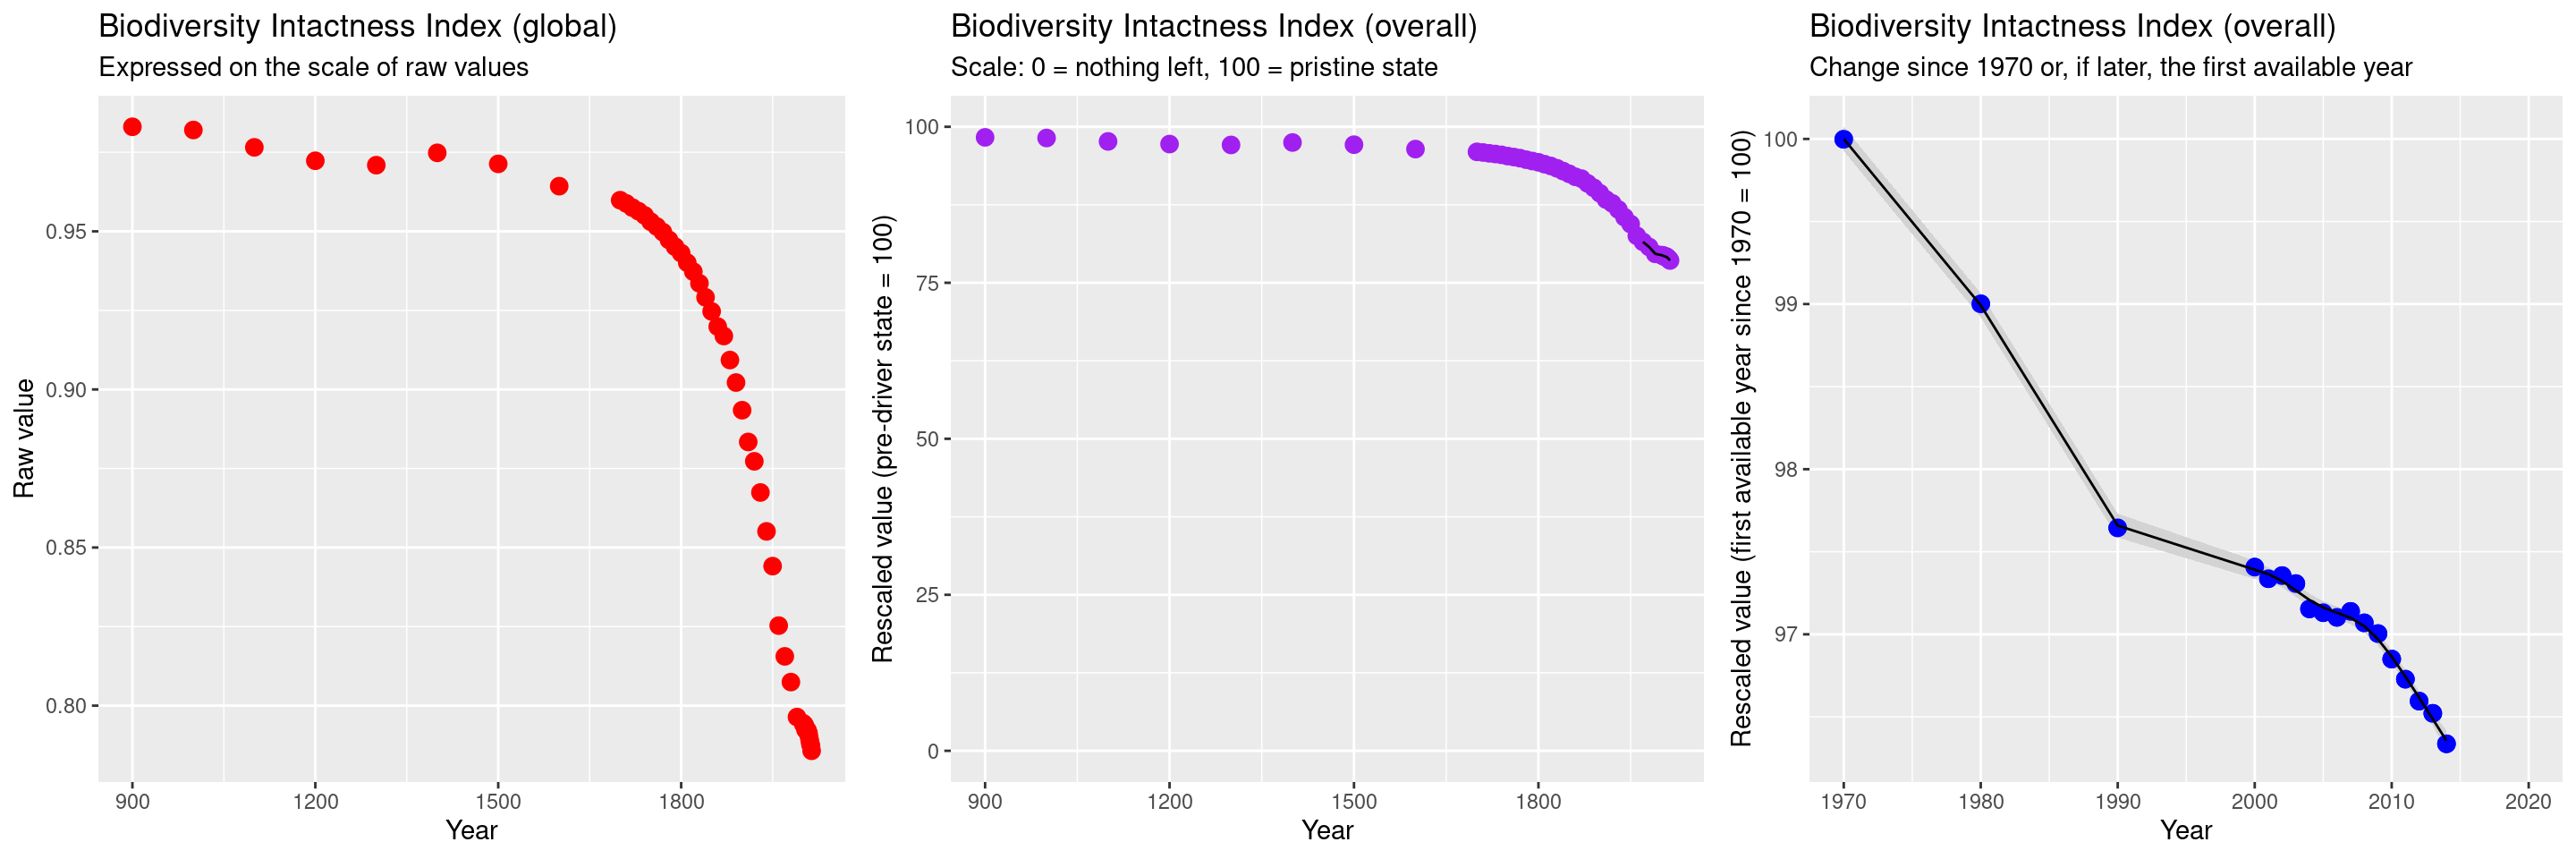 Biodiversity Intactness Index (global)
Expressed on the scale of raw values
Raw value
0.95
0.90
0.85
0.80
900
1200
1500
1800
Year
Biodiversity Intactness Index (overall)
Scale: 0 = nothing left, 100 = pristine state
Rescaled value (pre-driver state = 100)
100
75
50
25
0
900
1200
1500
1800
Year
Biodiversity Intactness Index (overall)
Change since 1970 or, if later, the first available year
Rescaled value (first available year since 1970 = 100)
100
99
98
97
1970
1980
1990
2000
2010
2020
Year